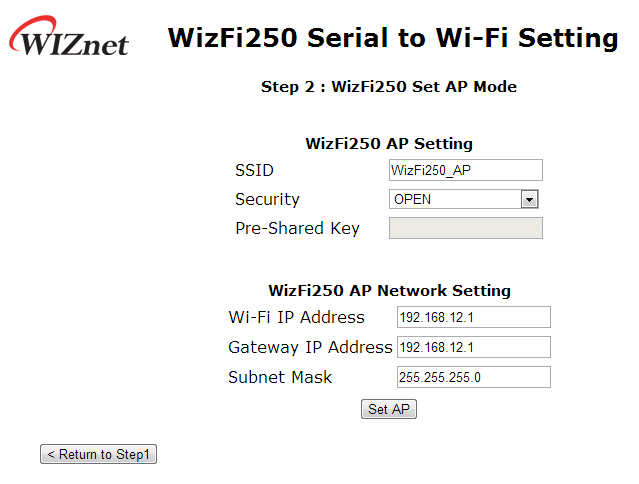 WIZnet
WizFi250 Serial to Wi-Fi Setting
Step 2 : WizFi250 Set AP Mode
WizFi250 AP Setting
SSID WizFi250_AP
Security OPEN
Pre-Shared Key
WizFi250 AP Network Setting
Wi-Fi IP Address 192.168.12.1
Gateway IP Address 192.168.12.1
Subnet Mask 255.255.255.0
Set AP
< Return to Step1